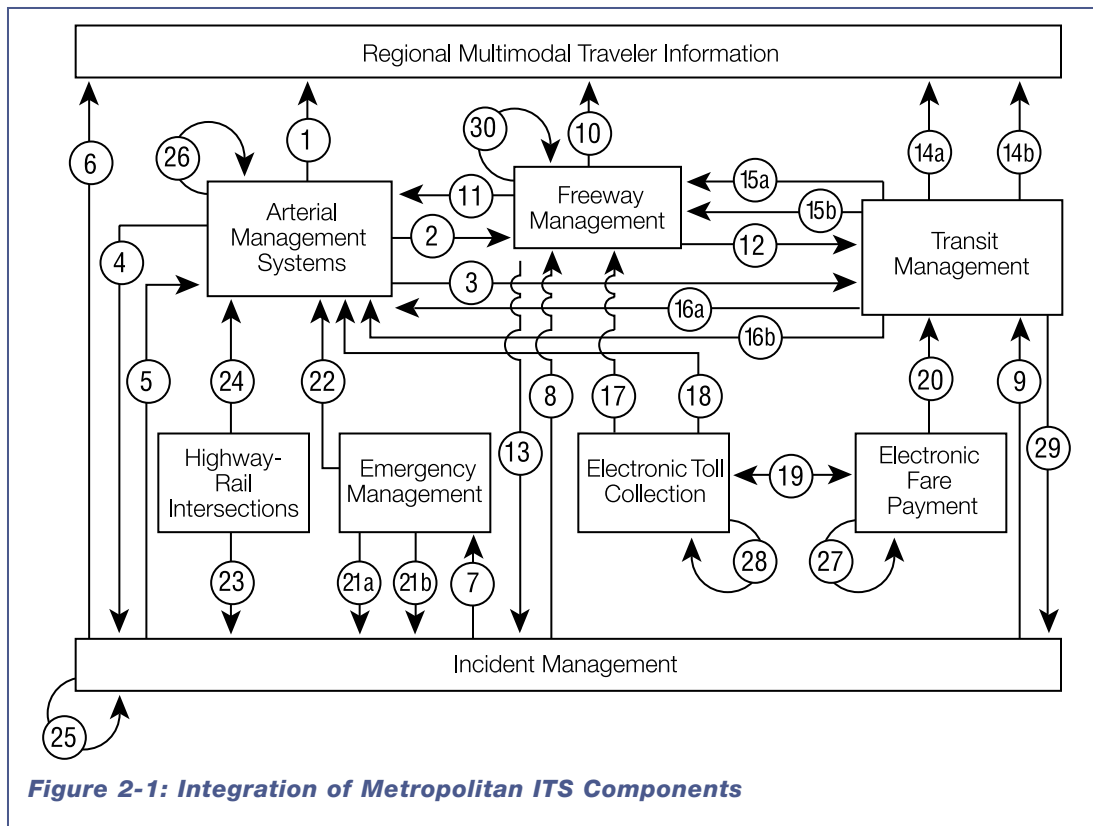 Regional Multimodal Traveler Information
6
26
1
30
10
14a
14b
Arterial
Management
Systems
11
2
Freeway
Management
15a
15b
12
Transit
Management
4
3
16a
16b
5
24
22
13
8
17
18
20
9
29
Highway-
Rail
Intersections
Emergency
Management
Electronic Toll
Collection
19
Electronic
Fare
Payment
23
21a
21b
7
28
27
Incident Management
25
Figure 2-1: Integration of Metropolitan ITS Components